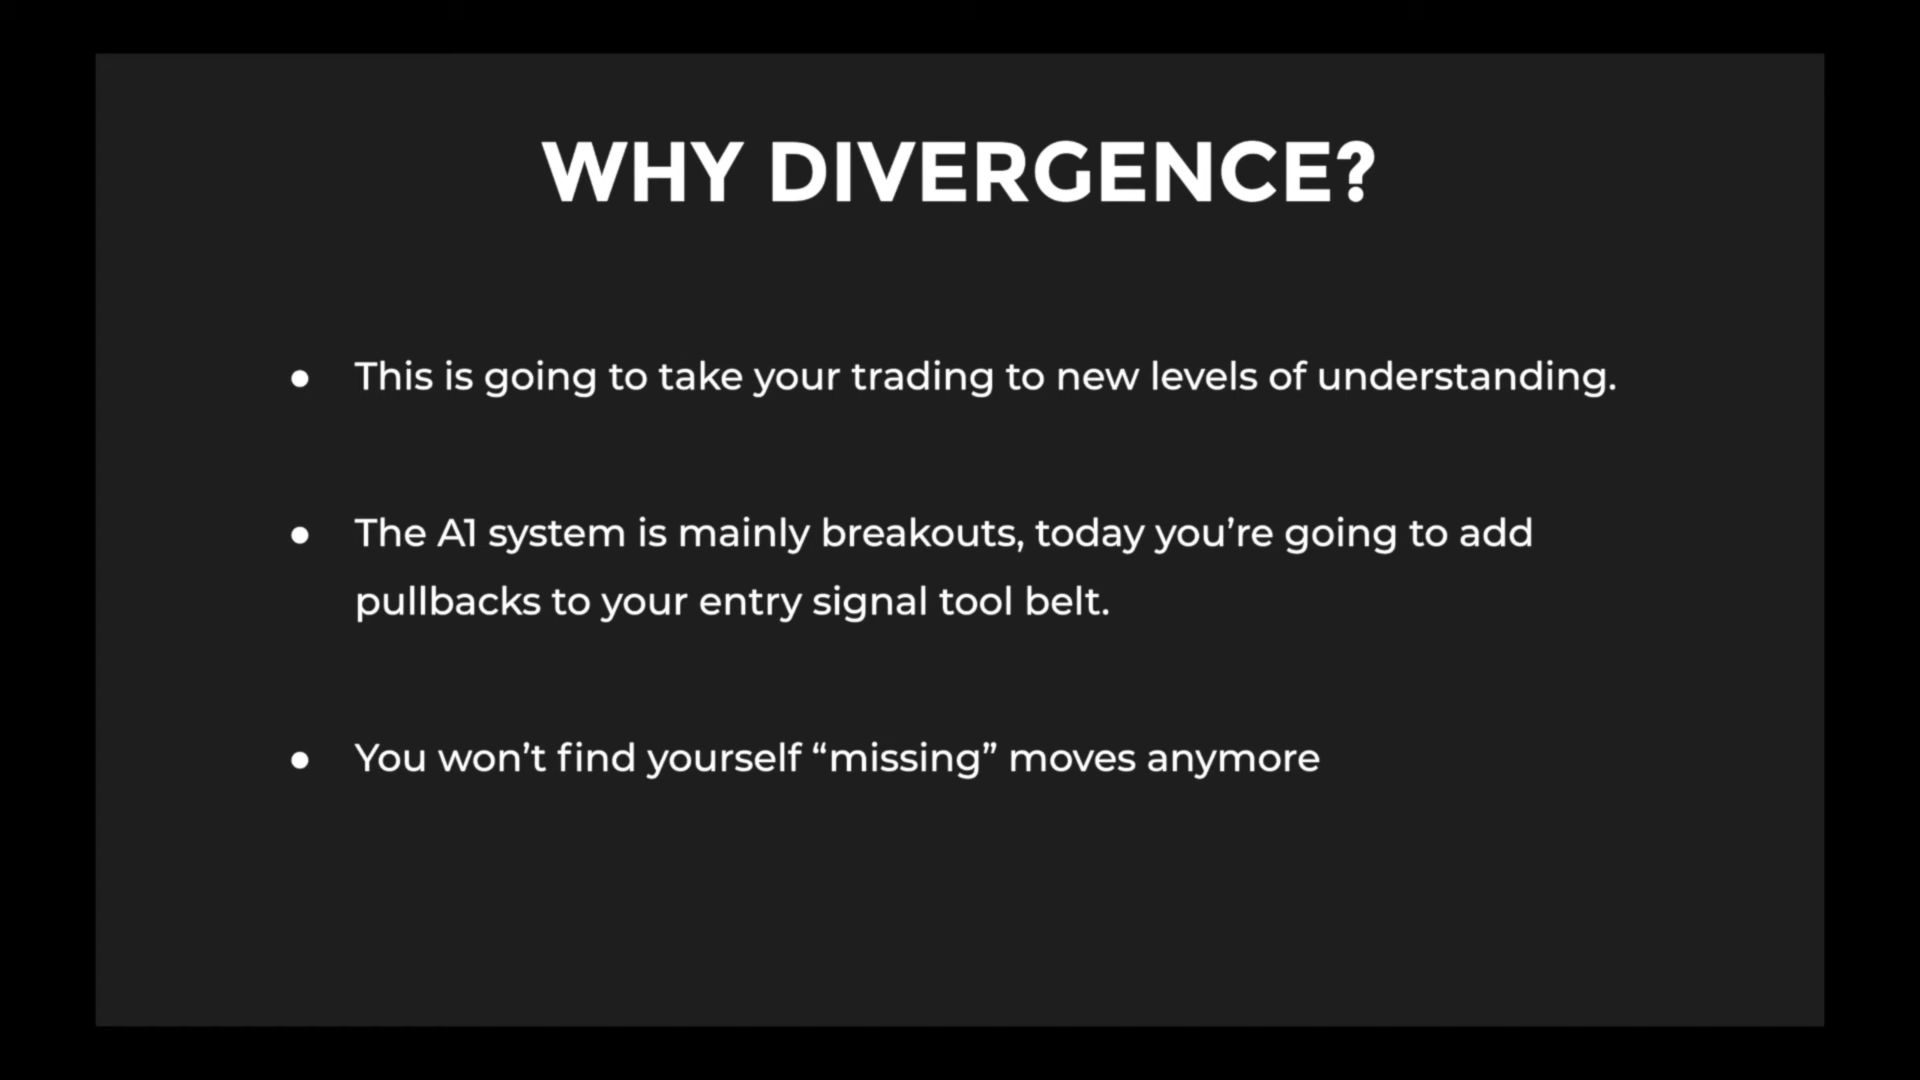 WHY DIVERGENCE?
● This is going to take your trading to new levels of understanding.
● The A1 system is mainly breakouts, today you’re going to add
pullbacks to your entry signal tool belt.
● You won’t find yourself “missing” moves anymore